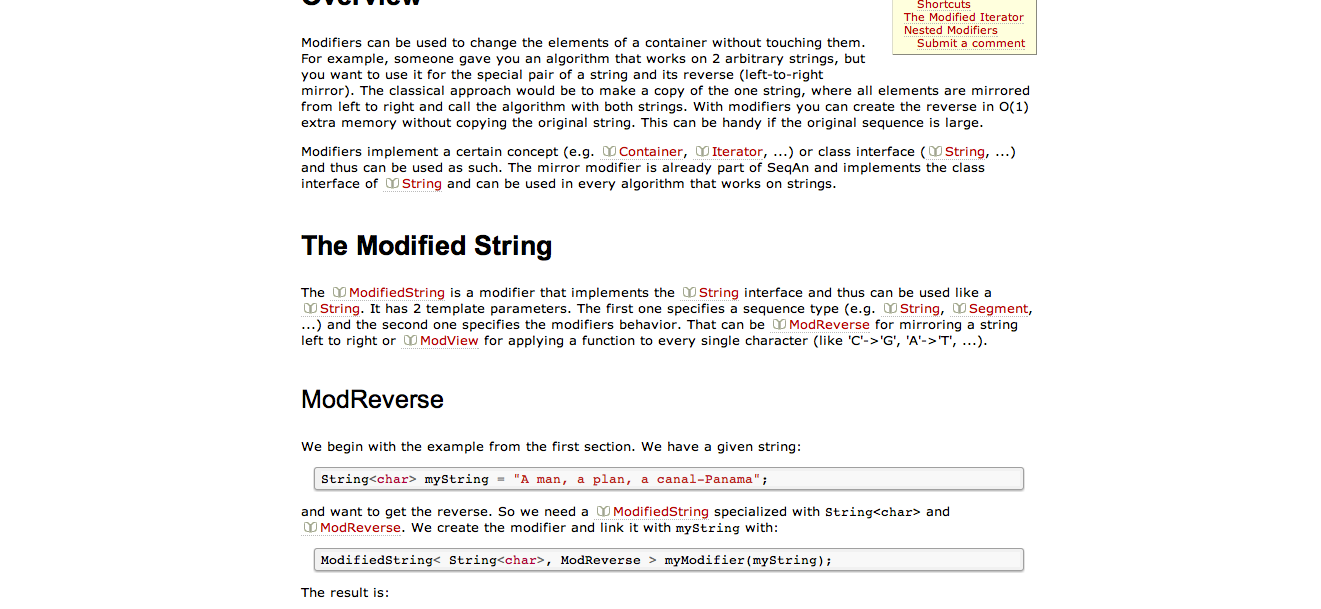 Overview
Shortcuts
The Modified Iterator
Nested Modifiers
Submit a comment
Modifiers can be used to change the elements of a container without touching them.
For example, someone gave you an algorithm that works on 2 arbitrary strings, but
you want to use it for the special pair of a string and its reverse (left-to-right
mirror). The classical approach would be to make a copy of the one string, where all elements are mirrored
from left to right and call the algorithm with both strings. With modifiers you can create the reverse in O(1)
extra memory without copying the original string. This can be handy if the original sequence is large.
Modifiers implement a certain concept (e.g. Container, Iterator, ...) or class interface (String, ...)
and thus can be used as such. The mirror modifier is already part of SeqAn and implements the class
interface of String and can be used in every algorithm that works on strings.
The Modified String
The ModifiedString is a modifier that implements the String interface and thus can be used like a
String. It has 2 template parameters. The first one specifies a sequence type (e.g. String, Segment,
...) and the second one specifies the modifiers behavior. That can be ModReverse for mirroring a string
left to right or ModView for applying a function to every single character (like 'C'->'G', 'A'->'T', ...).
ModReverse
We begin with the example from the first section. We have a given string:
String<char> myString = "A man, a plan, a canal-Panama";
and want to get the reverse. So we need a ModifiedString specialized with String<char> and
ModReverse. We create the modifier and link it with myString with:
ModifiedString< String<char>, ModReverse > myModifier(myString);
The result is: